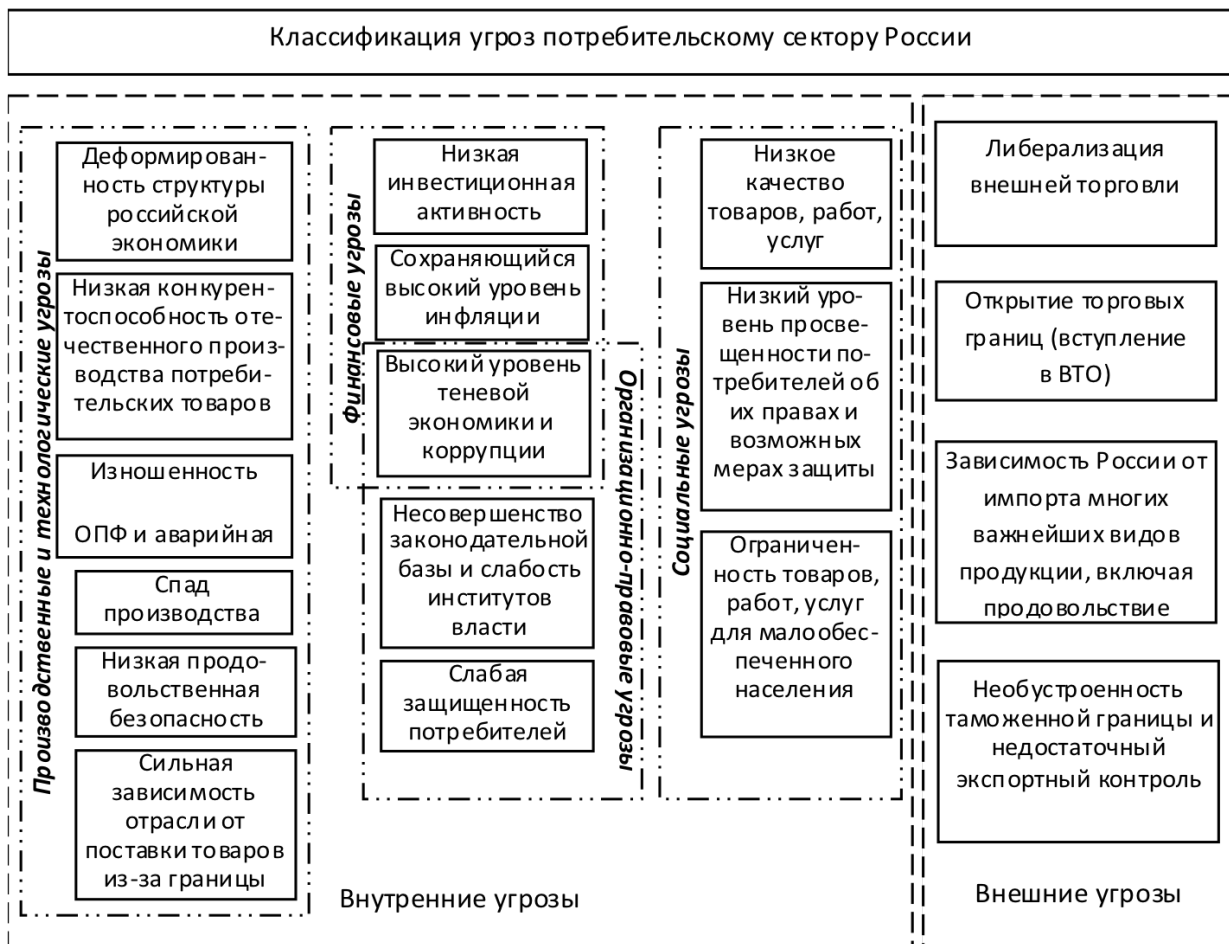 Классификация угроз потребительскому сектору России
Производственные и технологические угрозы
Деформирован-
ность структуры
российской
экономики
Низкая конкурен-
тоспособность оте-
чественного произ-
водства потреби-
тельских товаров
Изношенность
ОПФ и аварийная
Спад
производства
Низкая продо-
вольственная
безопасность
Сильная
зависимость
отрасли от
поставки товаров
из-за границы
Финансовые угрозы
Низкая
инвестиционная
активность
Сохраняющийся
высокий уровень
инфляции
Высокий уровень
теневой
экономики и
коррупции
Организационно-правовые угрозы
Несовершенство
законодательной
базы и слабость
институтов
власти
Слабая
защищенность
потребителей
Социальные угрозы
Низкое
качество
товаров, работ,
услуг
Низкий уро-
вень просве-
щенности по-
требителей об
их правах и
возможных
мерах защиты
Ограничен-
ность товаров,
работ, услуг
для малообес-
печенного
населения
Внутренние угрозы
Либерализация
внешней торговли
Открытие торговых
границ (вступление
в ВТО)
Зависимость России от
импорта многих
важнейших видов
продукции, включая
продовольствие
Необустроенность
таможенной границы и
недостаточный
экспортный контроль
Внешние угрозы